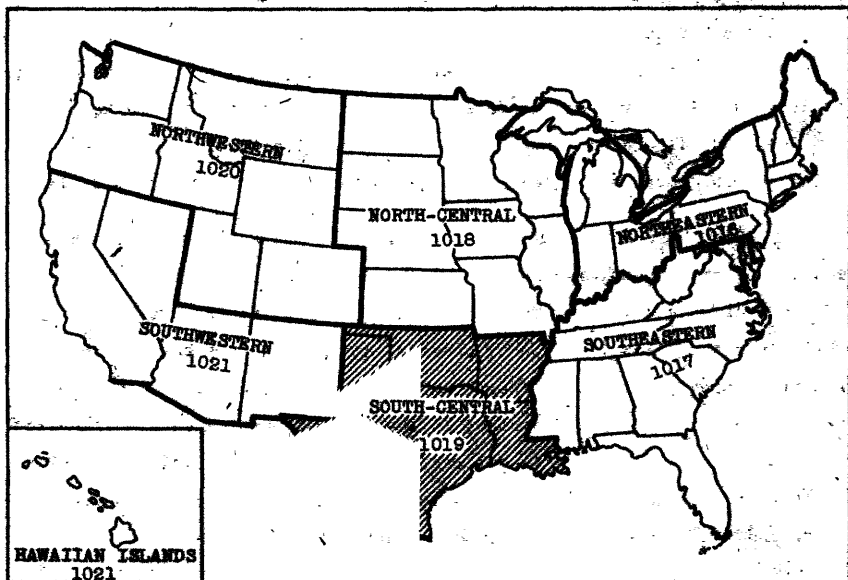 NORTHWESTERN
1020
NORTH-CENTRAL
1018
NORTHEASTERN
1016
SOUTHWESTERN
1021
SOUTHEASTERN
1017
SOUTH-CENTRAL
1019
HAWAIIAN ISLANDS
1021